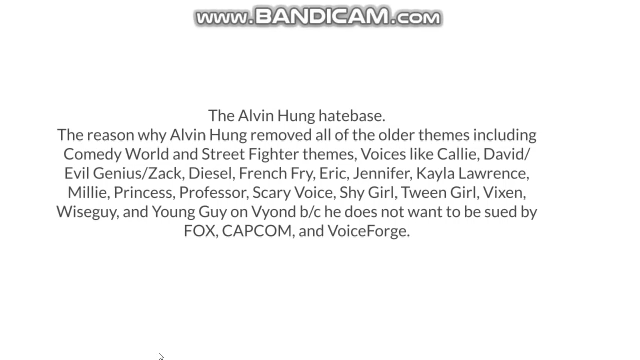 www.BANDICAM.com
The Alvin Hung hatebase.
The reason why Alvin Hung removed all of the older themes including
Comedy World and Street Fighter themes, Voices like Callie, David/
Evil Genius/Zack, Diesel, French Fry, Eric, Jennifer, Kayla Lawrence,
Millie, Princess, Professor, Scary Voice, Shy Girl, Tween Girl, Vixen,
Wiseguy, and Young Guy on Vyond b/c he does not want to be sued by
FOX, CAPCOM, and VoiceForge.